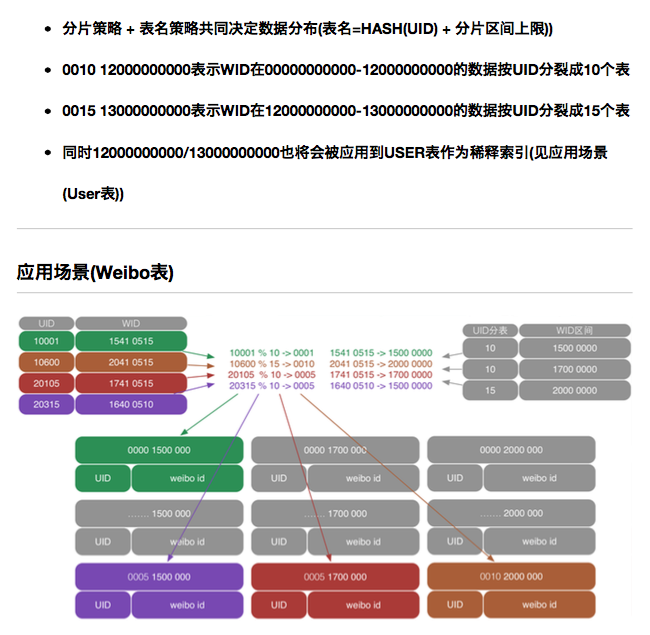 分片策略 + 表名策略共同决定数据分布(表名=HASH(UID) + 分片区间上限))
0010 12000000000表示WID在00000000000-12000000000的数据按UID分裂成10个表
0015 13000000000表示WID在12000000000-13000000000的数据按UID分裂成15个表
同时12000000000/13000000000也将会被应用到USER表作为稀释索引(见应用场景
(User表))
应用场景(Weibo表)
UID WID
10001 1541 0515
10600 2041 0515
20105 1741 0515
20315 1640 0510
10001 % 10 -> 0001 1541 0515 -> 1500 0000
10600 % 15 -> 0010 2041 0515 -> 2000 0000
20105 % 10 -> 0005 1741 0515 -> 1700 0000
20315 % 10 -> 0005 1640 0510 -> 1500 0000
UID分表 WID区间
10 1500 0000
10 1700 0000
15 2000 0000
0000 1500 000 0000 1700 000 0000 2000 000
UID weibo id UID weibo id UID weibo id
....... 1500 000 ....... 1700 000 ....... 2000 000
UID weibo id UID weibo id UID weibo id
0005 1500 000 0005 1700 000 0010 2000 000
UID weibo id UID weibo id UID weibo id